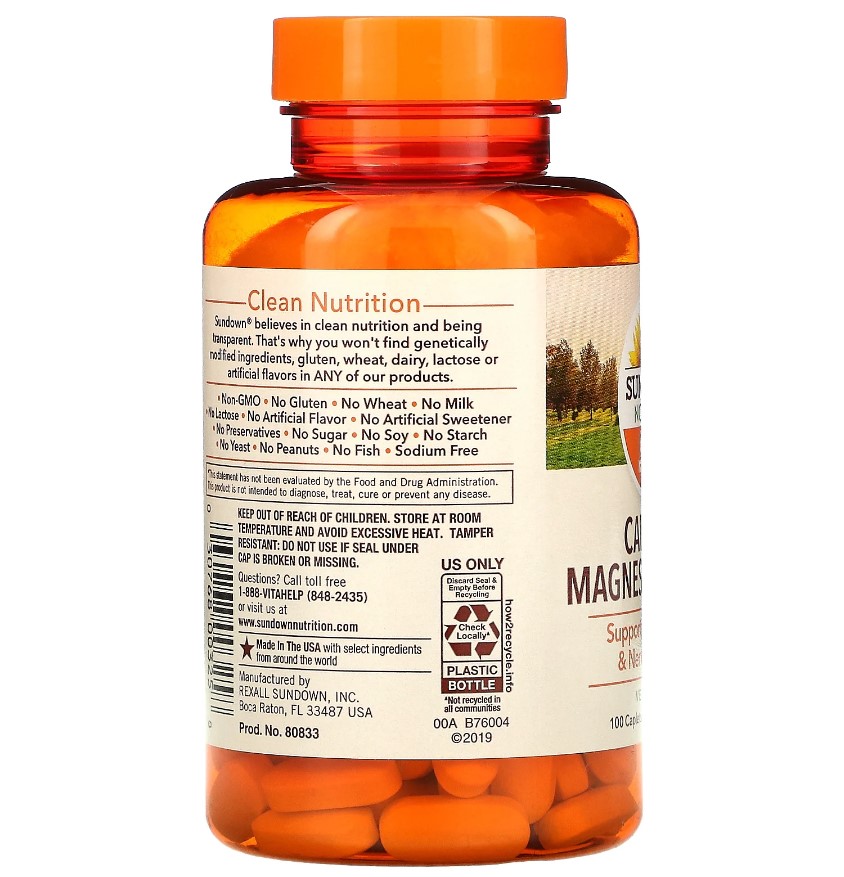 Clean Nutrition
Sundown® believes in clean nutrition and being
transparent. That's why you won't find genetically
modified ingredients, gluten, wheat, dairy, lactose or
artificial flavors in ANY of our products.
•Non-GMO • No Gluten • No Wheat • No Milk
No Lactose • No Artificial Flavor • No Artificial Sweetener
• No Preservatives • No Sugar • No Soy • No Starch
• No Yeast • No Peanuts • No Fish • Sodium Free
*This statement has not been evaluated by the Food and Drug Administration.
This product is not intended to diagnose, treat, cure or prevent any disease.
KEEP OUT OF REACH OF CHILDREN. STORE AT ROOM
TEMPERATURE AND AVOID EXCESSIVE HEAT. TAMPER
RESISTANT: DO NOT USE IF SEAL UNDER
CAP IS BROKEN OR MISSING.
Questions? Call toll free
1-888-VITAHELP (848-2435)
or visit us at
www.sundownnutrition.com
Made In The USA with select ingredients
from around the world
Manufactured by
REXALL SUNDOWN, INC.
Boca Raton, FL 33487 USA
Prod. No. 80833
US ONLY
Discard Seal &
Empty Before
Recycling
Check
Locally*
PLASTIC
BOTTLE
how2recycle.info
*Not recycled in
all communities
00A B76004
©2019
SUN
CAL
MAGNES
Suppor
& Ner
100 Caple